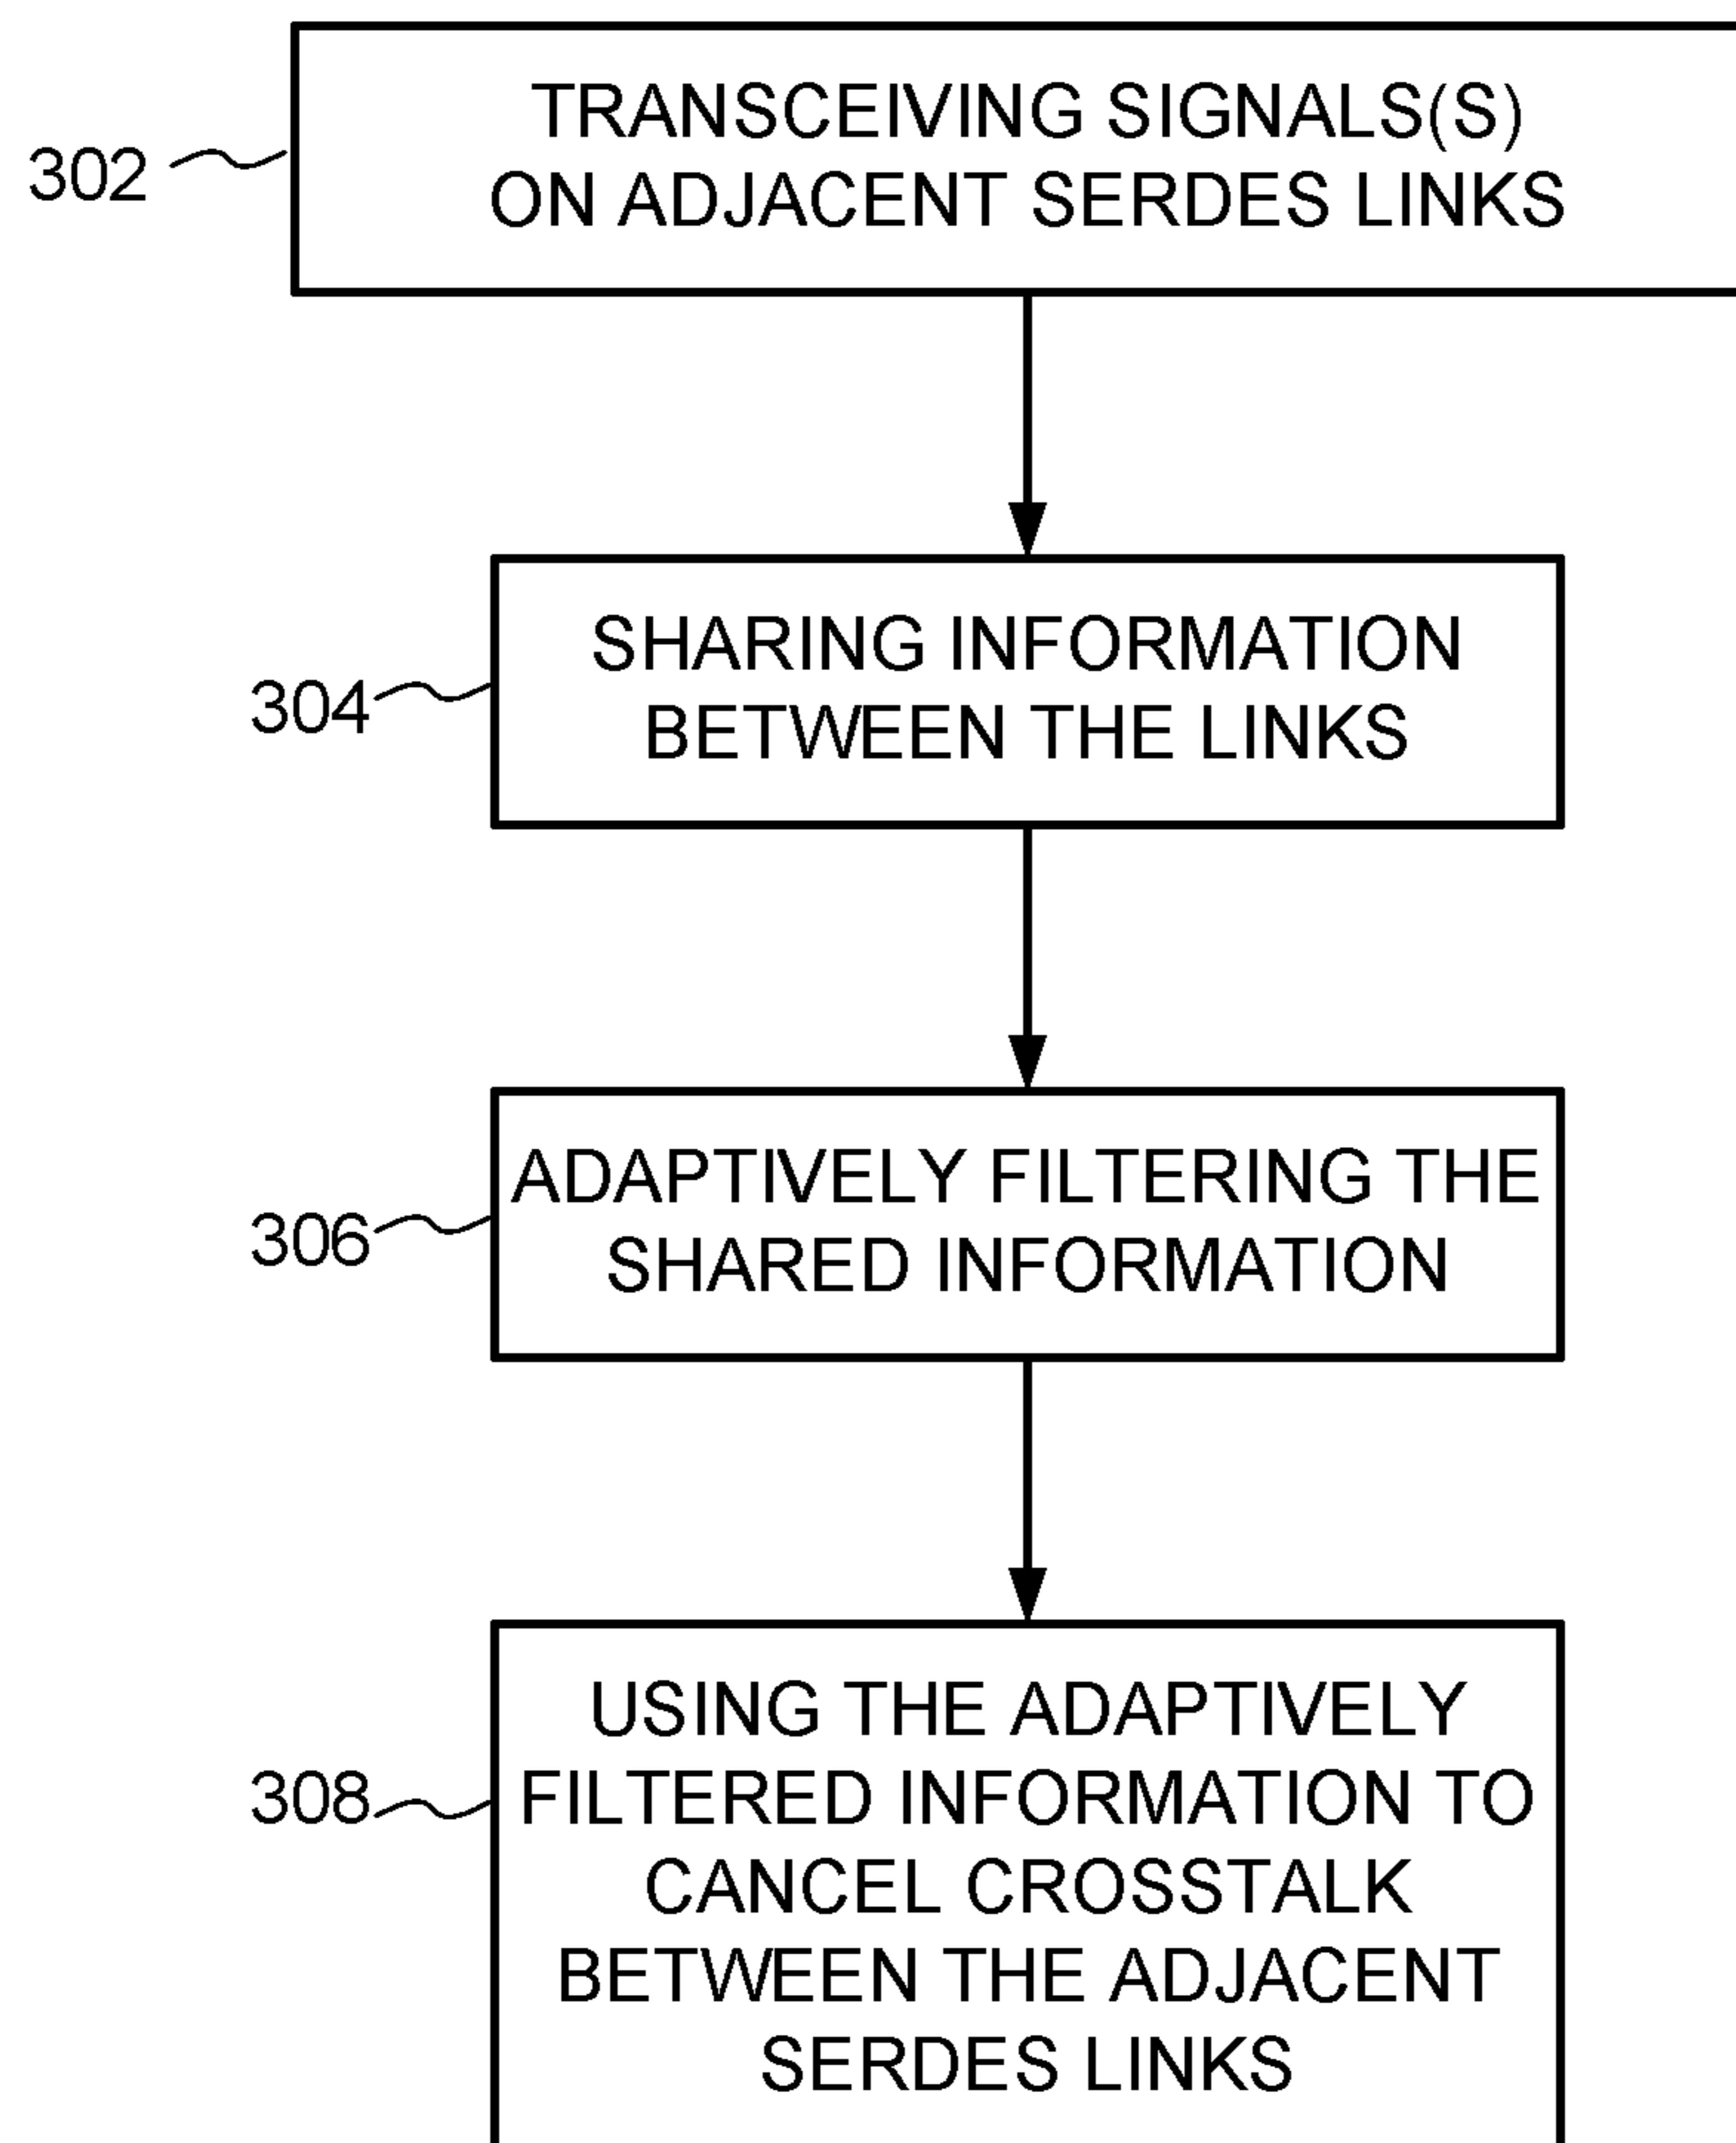 TRANSCEIVING SIGNALS(S)
ON ADJACENT SERDES LINKS
302
SHARING INFORMATION
BETWEEN THE LINKS
304
ADAPTIVELY FILTERING THE
SHARED INFORMATION
306
USING THE ADAPTIVELY
FILTERED INFORMATION TO
CANCEL CROSSTALK
BETWEEN THE ADJACENT
SERDES LINKS
308